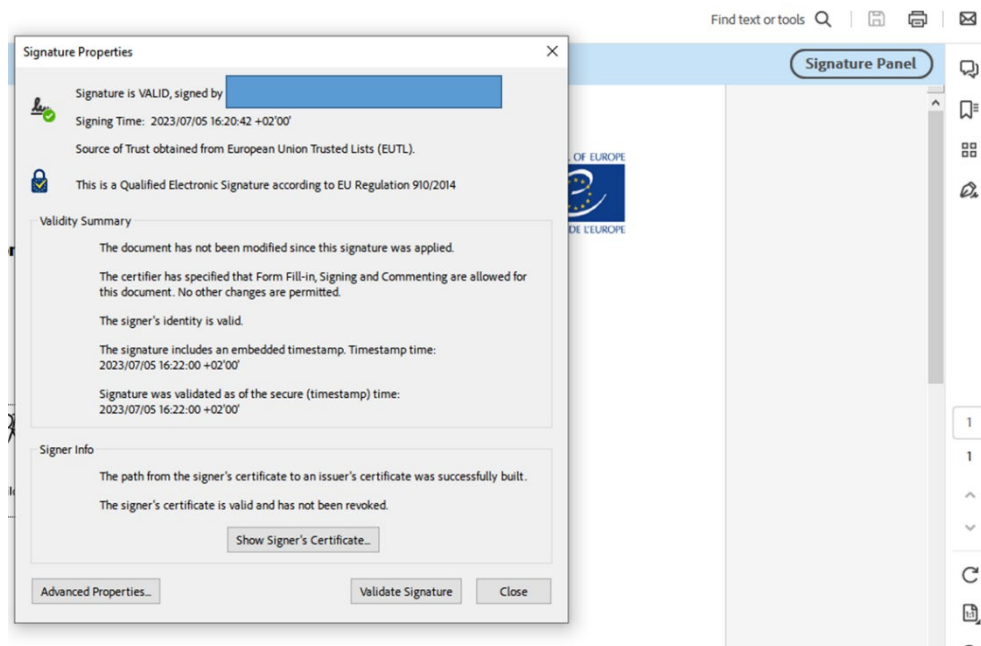 Find text or tools
Signature Properties
Signature Panel
Signature is VALID, signed by
Signing Time: 2023/07/05 16:20:42 +02'00'
Source of Trust obtained from European Union Trusted Lists (EUTL).
OF EUROPE
This is a Qualified Electronic Signature according to EU Regulation 910/2014
DE L'EUROPE
Validity Summary
The document has not been modified since this signature was applied.
The certifier has specified that Form Fill-in, Signing and Commenting are allowed for
this document. No other changes are permitted.
The signer's identity is valid.
The signature includes an embedded timestamp. Timestamp time:
2023/07/05 16:22:00 +02'00'
Signature was validated as of the secure (timestamp) time:
2023/07/05 16:22:00 +02'00'
1
Signer Info
1
The path from the signer's certificate to an issuer's certificate was successfully built.
The signer's certificate is valid and has not been revoked.
Show Signer's Certificate...
Advanced Properties...
Validate Signature
Close
1:1